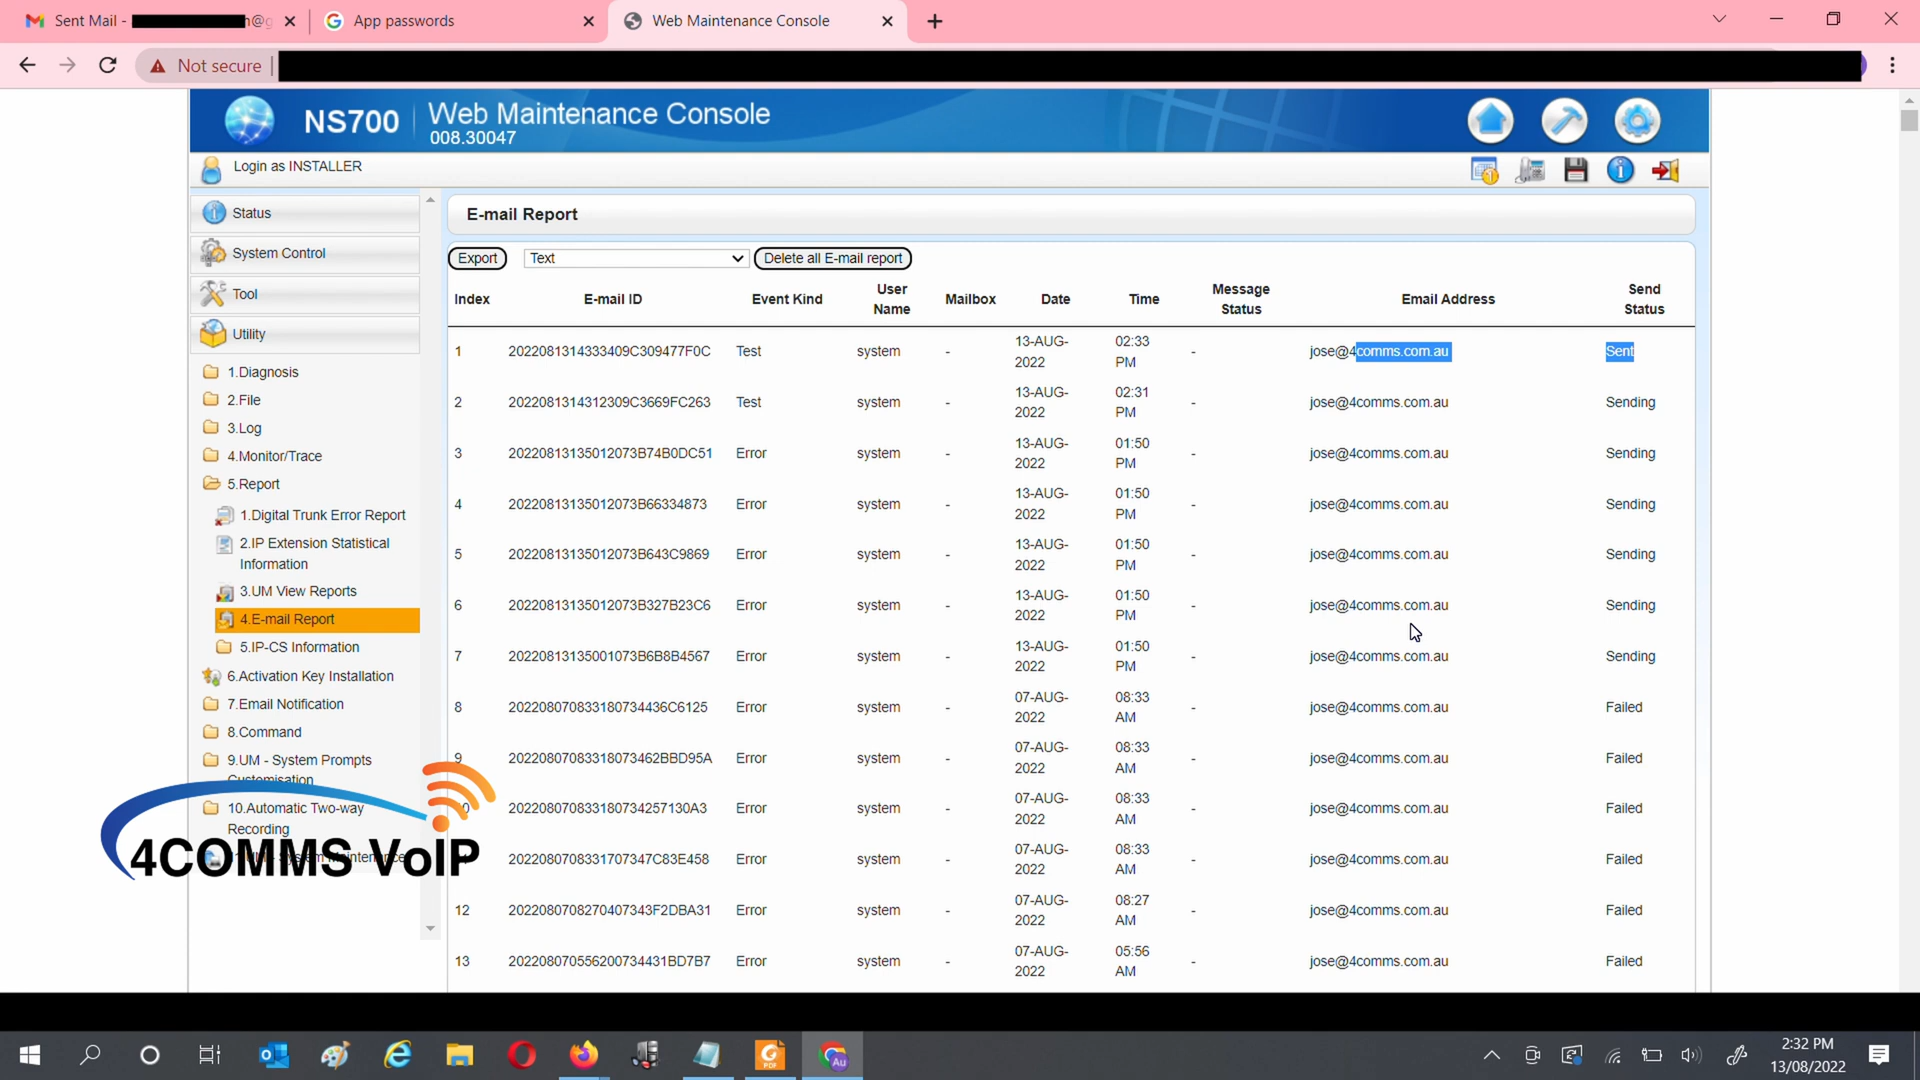 Sent Mail - h@g
App passwords
Web Maintenance Console
Not secure
NS700
Web Maintenance Console
008.30047
Login as INSTALLER
Status
System Control
Tool
Utility
1.Diagnosis
2.File
3.Log
4.Monitor/Trace
5.Report
1.Digital Trunk Error Report
2.IP Extension Statistical
Information
3.UM View Reports
4.E-mail Report
5.IP-CS Information
6.Activation Key Installation
7.Email Notification
8.Command
9.UM - System Prompts
Customisation
10.Automatic Two-way
Recording
4COMMS VoIP
E-mail Report
Export Text Delete all E-mail report
Index E-mail ID Event Kind User Name Mailbox Date Time Message Status Email Address Send Status
1 2022081314333409C309477F0C Test system - 13-AUG-2022 02:33 PM - jose@4comms.com.au Sent
2 2022081314312309C3669FC263 Test system - 13-AUG-2022 02:31 PM - jose@4comms.com.au Sending
3 20220813135012073B74B0DC51 Error system - 13-AUG-2022 01:50 PM - jose@4comms.com.au Sending
4 20220813135012073B66334873 Error system - 13-AUG-2022 01:50 PM - jose@4comms.com.au Sending
5 20220813135012073B643C9869 Error system - 13-AUG-2022 01:50 PM - jose@4comms.com.au Sending
6 20220813135012073B327B23C6 Error system - 13-AUG-2022 01:50 PM - jose@4comms.com.au Sending
7 20220813135001073B6B8B4567 Error system - 13-AUG-2022 01:50 PM - jose@4comms.com.au Sending
8 202208070833180734436C6125 Error system - 07-AUG-2022 08:33 AM - jose@4comms.com.au Failed
9 20220807083318073462BBD95A Error system - 07-AUG-2022 08:33 AM - jose@4comms.com.au Failed
202208070833180734257130A3 Error system - 07-AUG-2022 08:33 AM - jose@4comms.com.au Failed
2022080708331707347C83E458 Error system - 07-AUG-2022 08:33 AM - jose@4comms.com.au Failed
12 2022080708270407343F2DBA31 Error system - 07-AUG-2022 08:27 AM - jose@4comms.com.au Failed
13 202208070556200734431BD7B7 Error system - 07-AUG-2022 05:56 AM - jose@4comms.com.au Failed
2:32 PM
13/08/2022